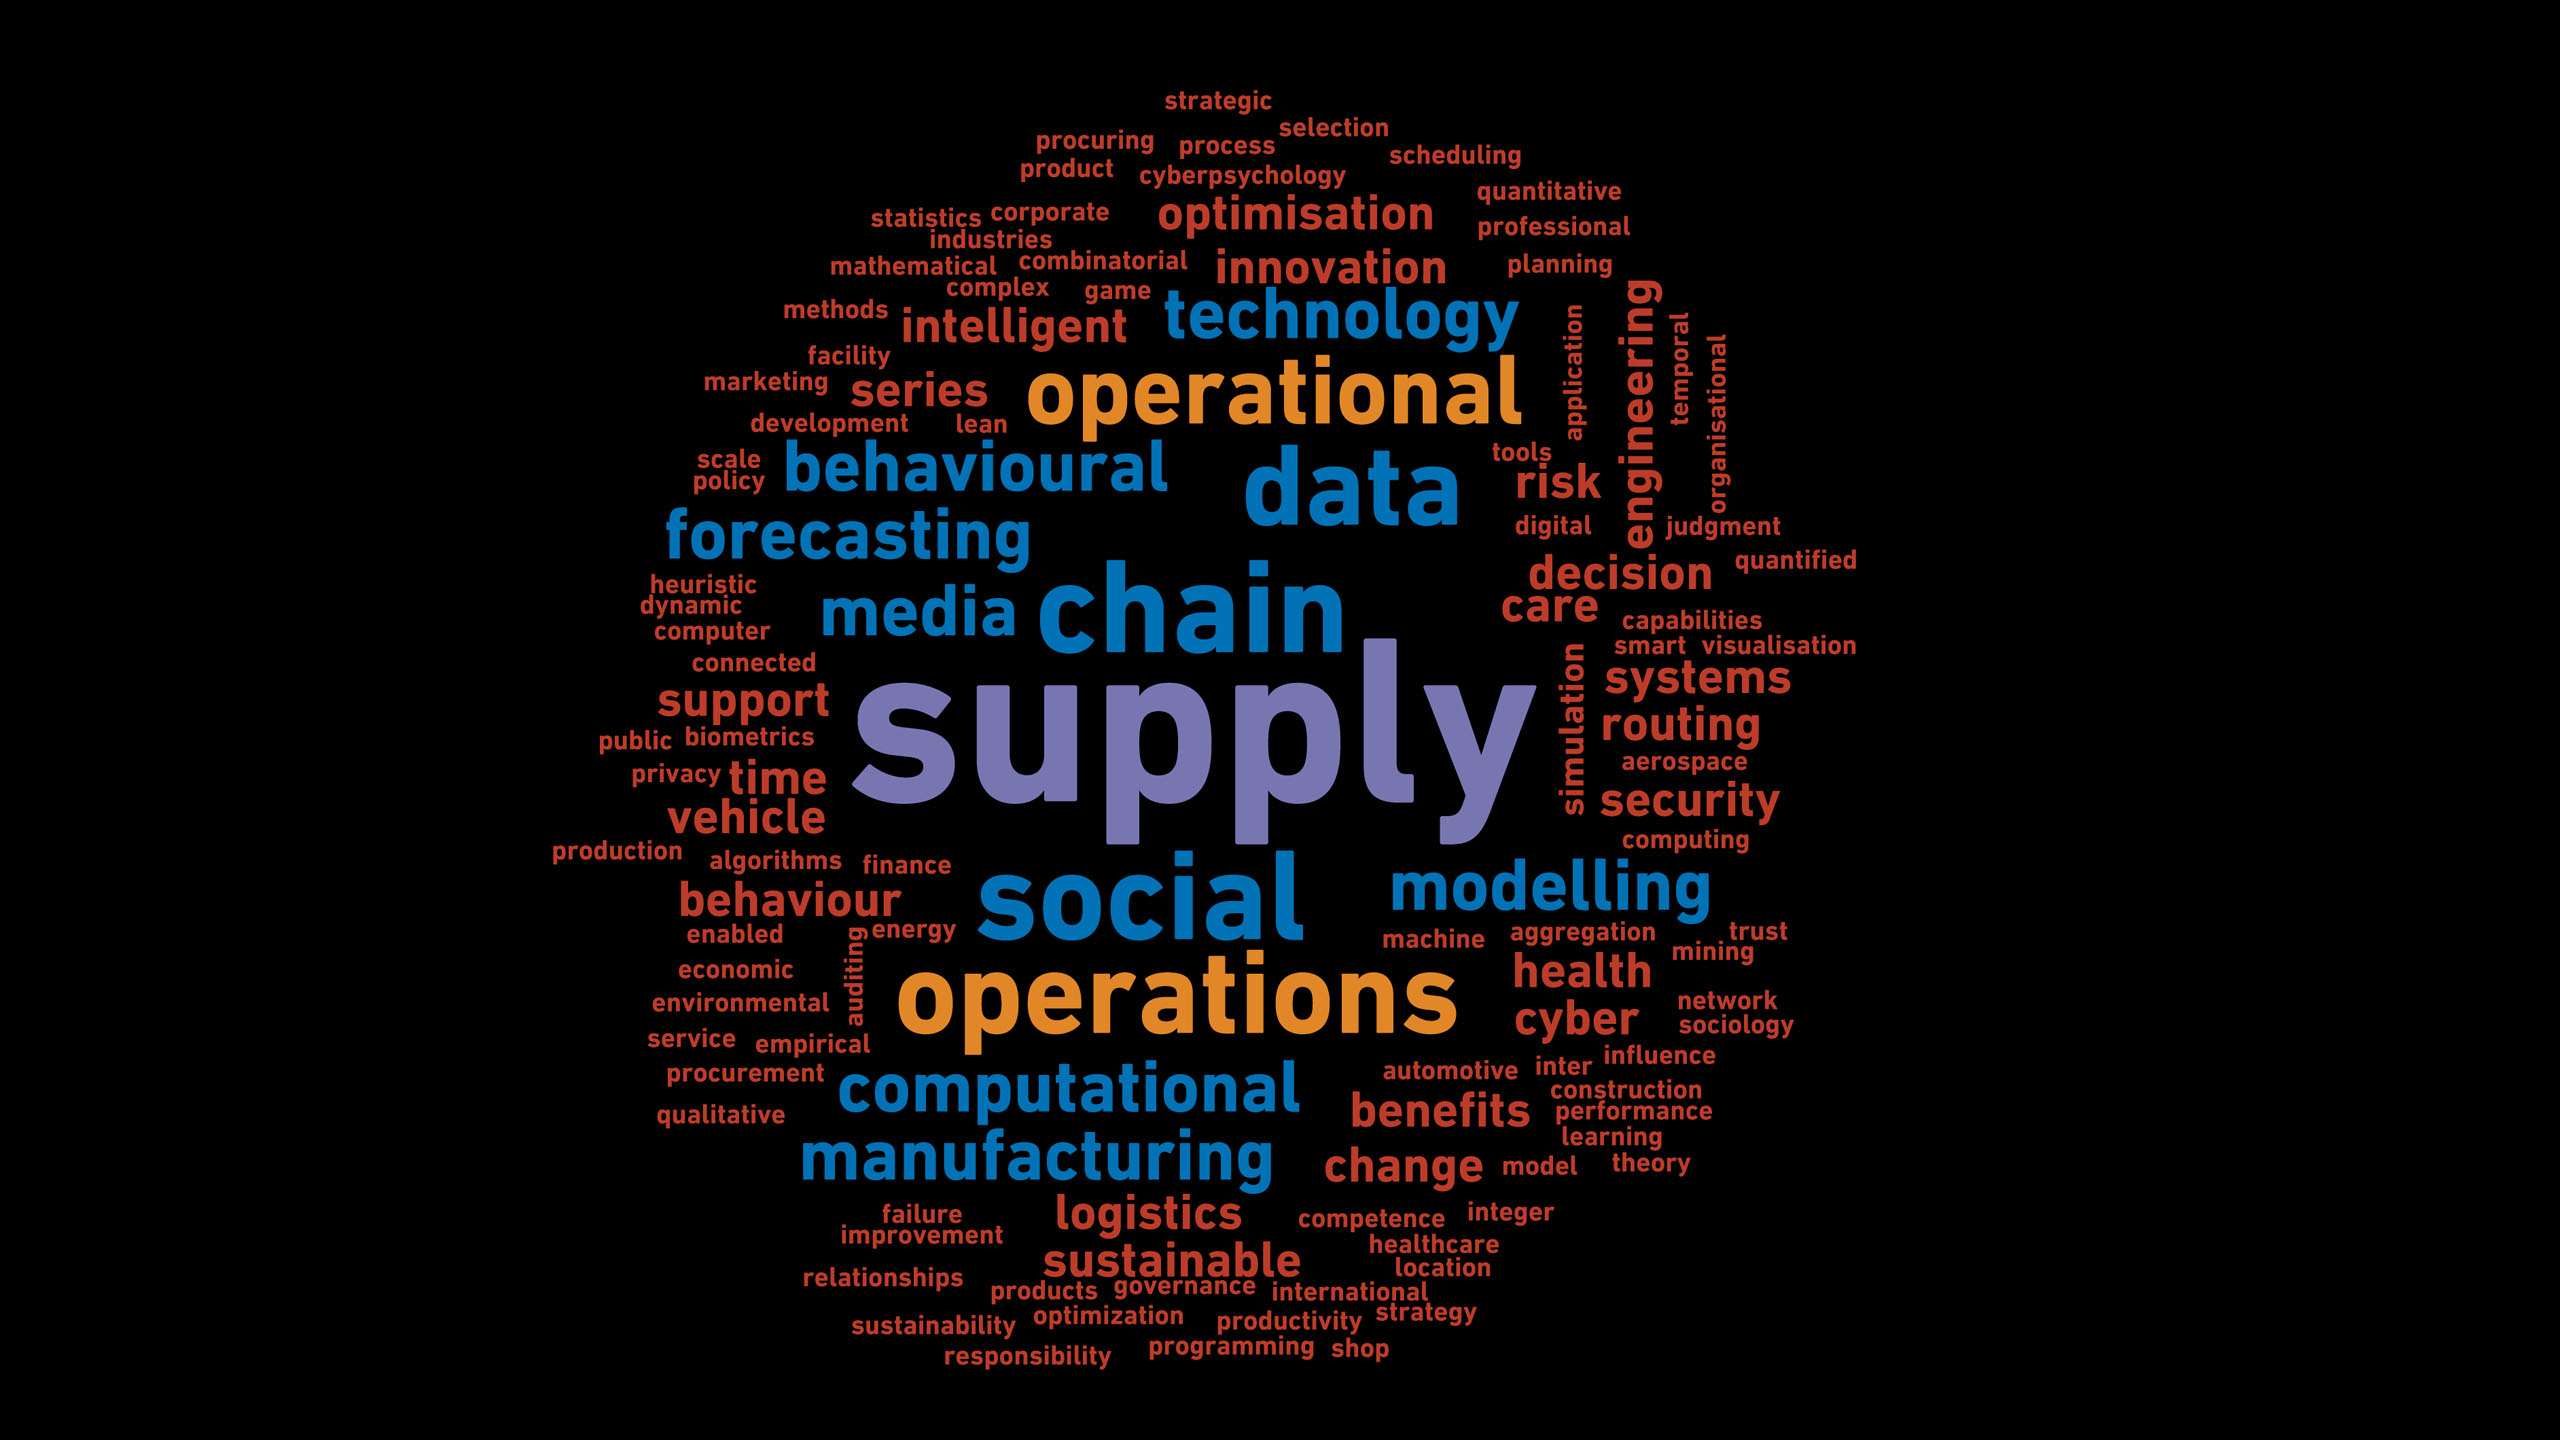 strategic
selection
procuring process
scheduling
product cyberpsychology
quantitative
statistics corporate optimisation professional
industries
mathematical combinatorial innovation planning
complex game
methods intelligent technology
application engineering temporal organisational
facility
marketing series operational
development lean
tools
scale behavioural data risk
policy
forecasting digital judgment
decision quantified
heuristic
dynamic media chain care capabilities
computer
smart visualisation
connected
support supply simulation systems
routing
public biometrics
aerospace
privacy time
vehicle security
computing
production algorithms finance
behaviour social modelling
enabled auditing energy machine aggregation trust
mining
economic health
environmental operations network
cyber sociology
service empirical
influence
procurement computational automotive inter
construction
qualitative benefits performance
learning
manufacturing change model theory
failure logistics competence integer
improvement
healthcare
sustainable location
relationships products governance international
sustainability optimization productivity strategy
responsibility programming shop